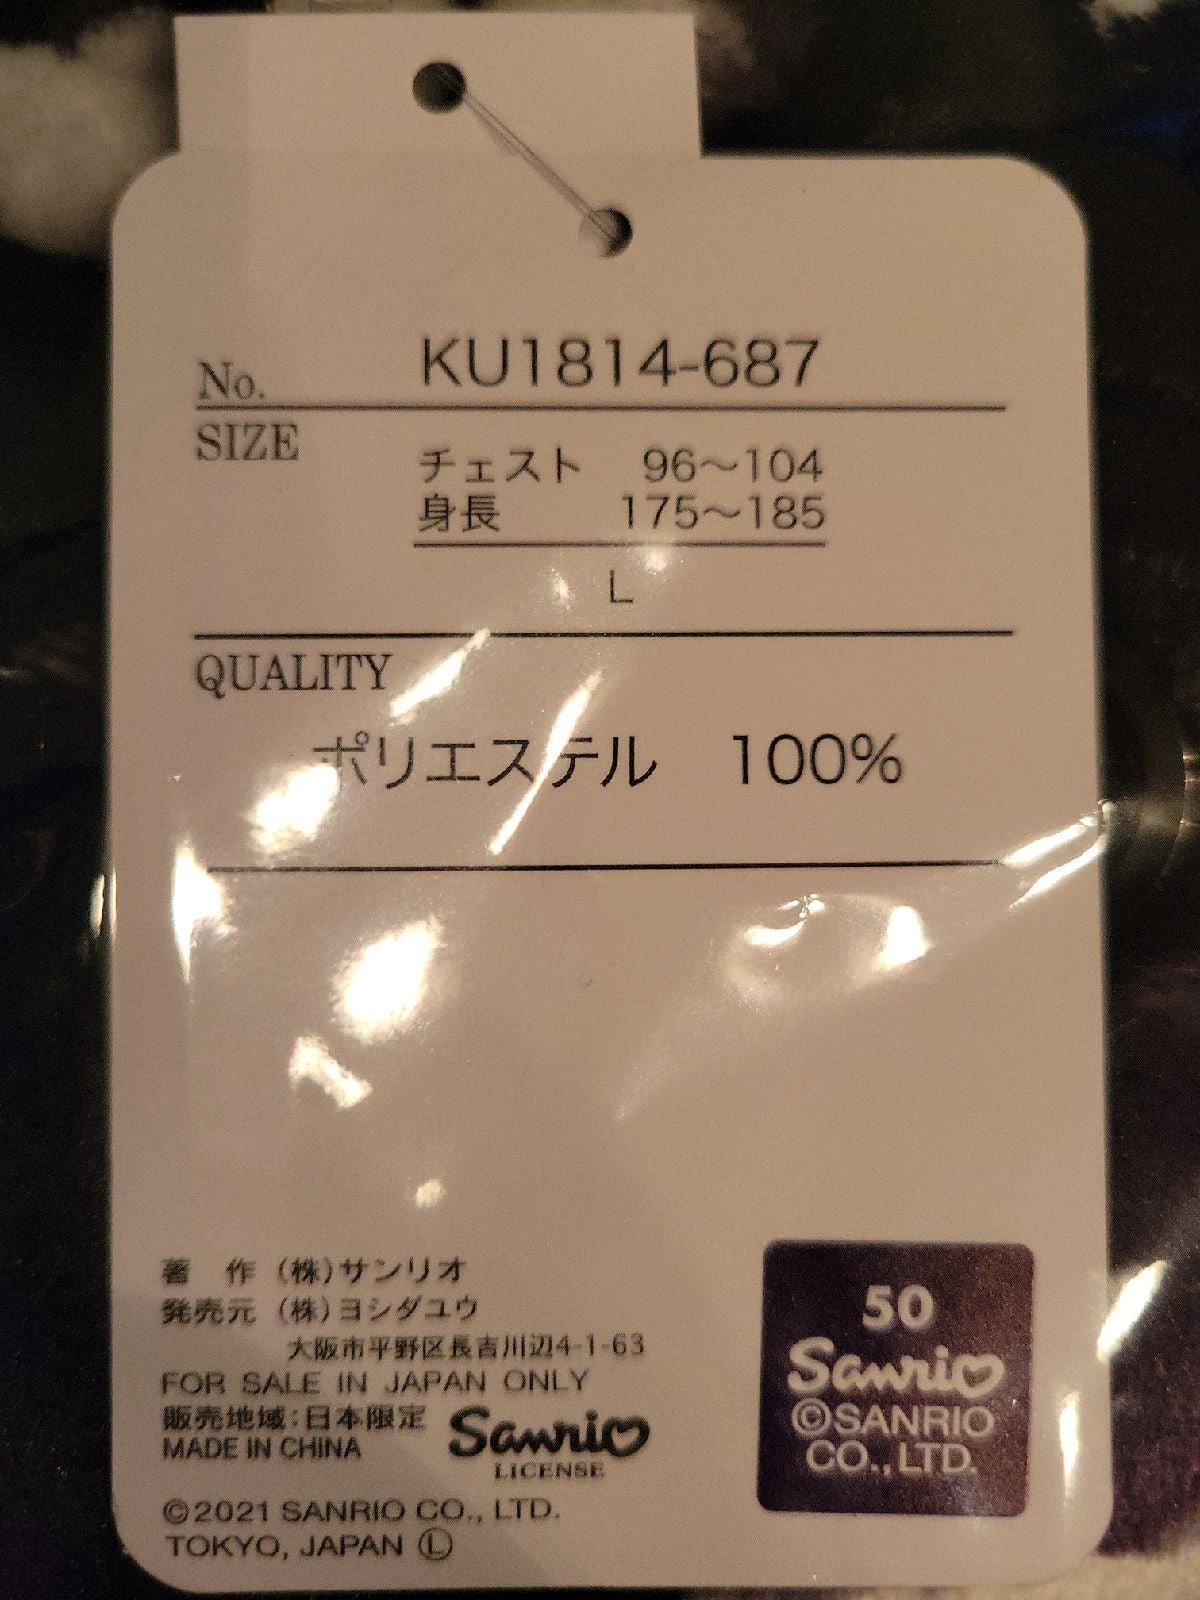 No. KU1814-687
SIZE
チェスト 96～104
身長 175～185
L
QUALITY
ポリエステル 100%
著 作 (株)サンリオ
発売元 (株)ヨシダユウ
大阪市平野区長吉川辺4-1-63
FOR SALE IN JAPAN ONLY
販売地域:日本限定
MADE IN CHINA
Sanrio
LICENSE
©2021 SANRIO CO., LTD.
TOKYO, JAPAN Ⓛ
50
Sanrio
©SANRIO
CO., LTD.